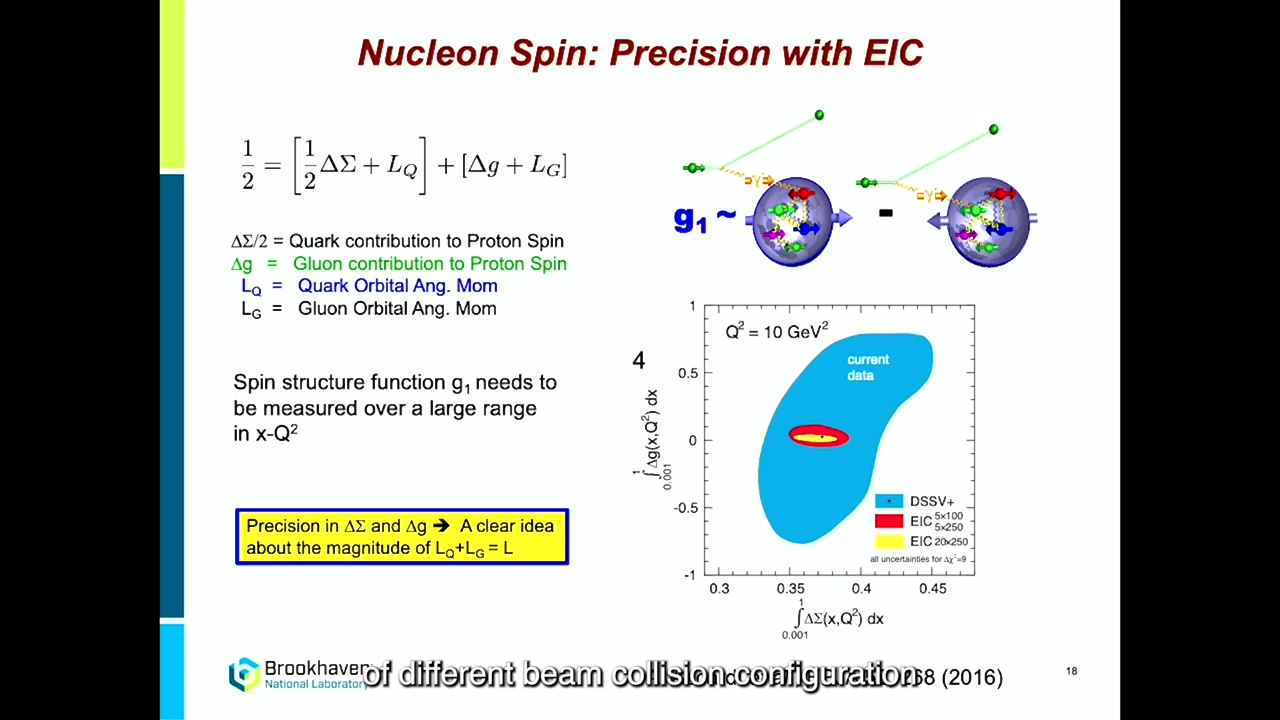 Nucleon Spin: Precision with EIC
1/2 = [1/2 ΔΣ + L_Q] + [Δg + L_G]
ΔΣ/2 = Quark contribution to Proton Spin
Δg = Gluon contribution to Proton Spin
L_Q = Quark Orbital Ang. Mom
L_G = Gluon Orbital Ang. Mom
Spin structure function g₁ needs to
be measured over a large range
in x-Q²
Precision in ΔΣ and Δg ➔ A clear idea
about the magnitude of L_Q+L_G = L
γ* γ*
g₁ ~ -
4
Q² = 10 GeV²
current
data
1
0.5
0
-0.5
-1
∫ Δg(x,Q²) dx
1
0.001
DSSV+
EIC 5×100
5×250
EIC 20×250
all uncertainties for Δχ²=9
0.3 0.35 0.4 0.45
1
∫ ΔΣ(x,Q²) dx
0.001
Brookhaven
National Laboratory
268 (2016)
18
of different beam collision configuration